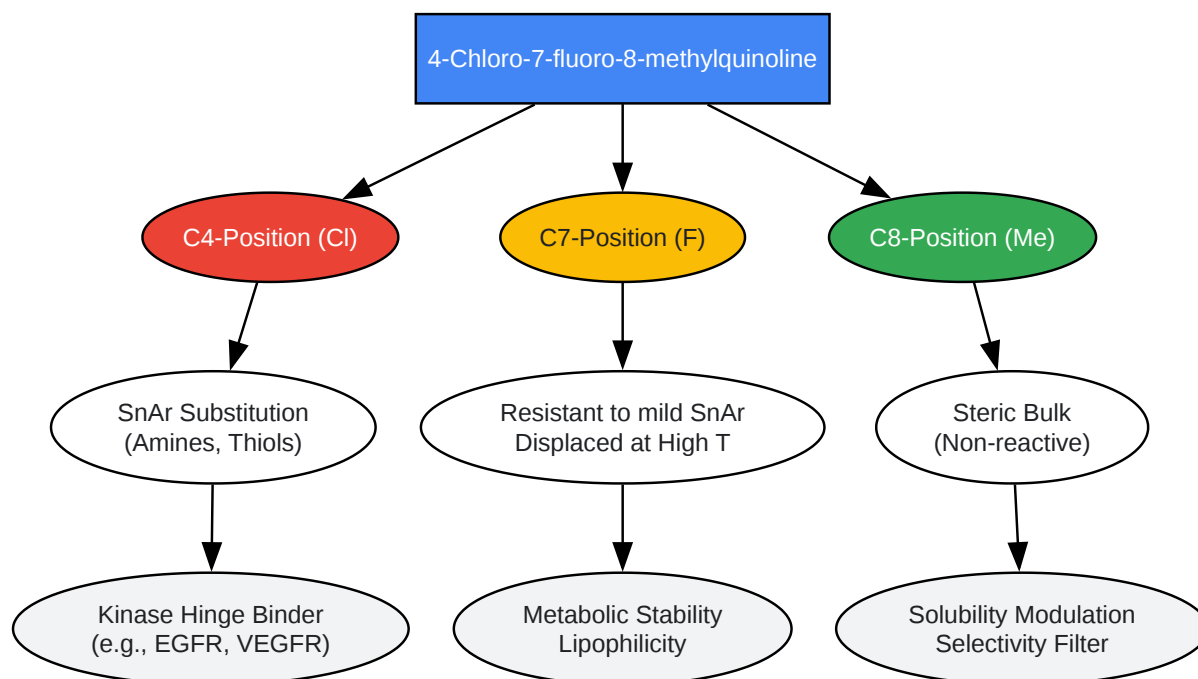 4-Chloro-7-fluoro-8-methylquinoline
C4-Position (Cl)
C7-Position (F)
C8-Position (Me)
SnAr Substitution
(Amines, Thiols)
Resistant to mild SnAr
Displaced at High T
Steric Bulk
(Non-reactive)
Kinase Hinge Binder
(e.g., EGFR, VEGFR)
Metabolic Stability
Lipophilicity
Solubility Modulation
Selectivity Filter